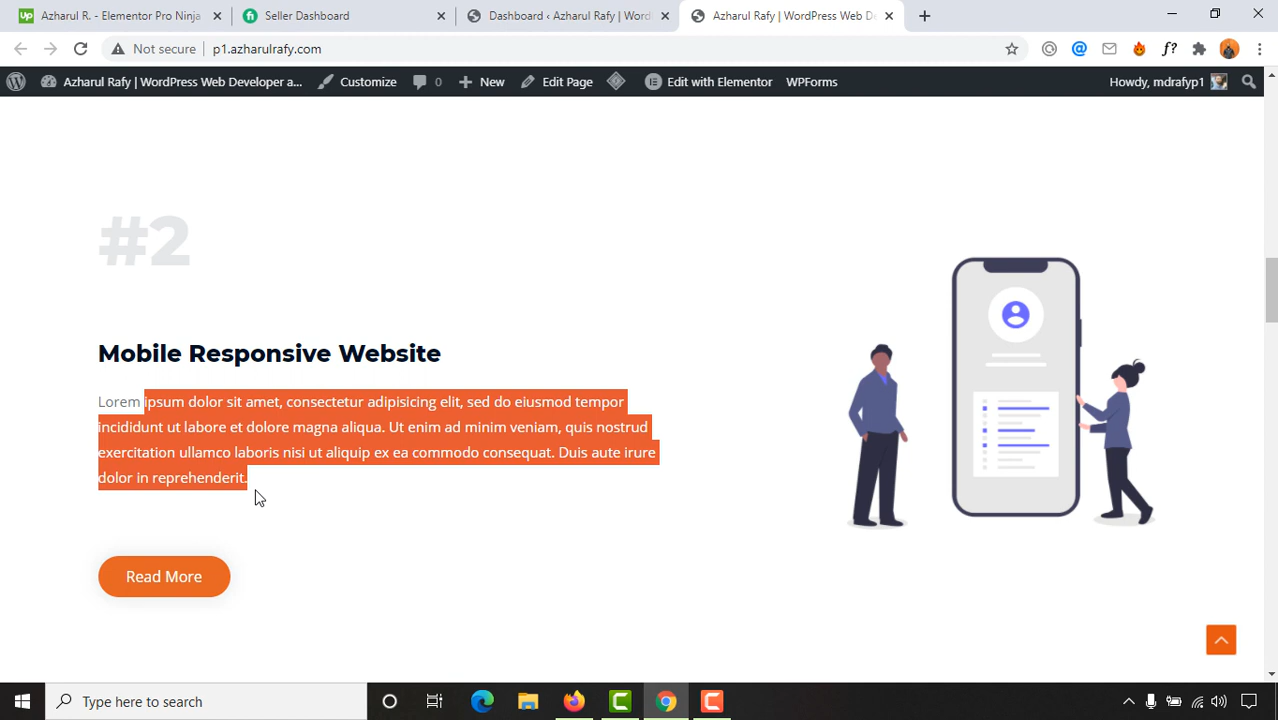 Azharul R. - Elementor Pro Ninja
Seller Dashboard
Dashboard ‹ Azharul Rafy | Word
Azharul Rafy | WordPress Web De
Not secure
p1.azharulrafy.com
Azharul Rafy | WordPress Web Developer a...
Customize
0
New
Edit Page
Edit with Elementor
WPForms
Howdy, mdrafyp1
#2
Mobile Responsive Website
Lorem ipsum dolor sit amet, consectetur adipisicing elit, sed do eiusmod tempor
incididunt ut labore et dolore magna aliqua. Ut enim ad minim veniam, quis nostrud
exercitation ullamco laboris nisi ut aliquip ex ea commodo consequat. Duis aute irure
dolor in reprehenderit.
Read More
Type here to search